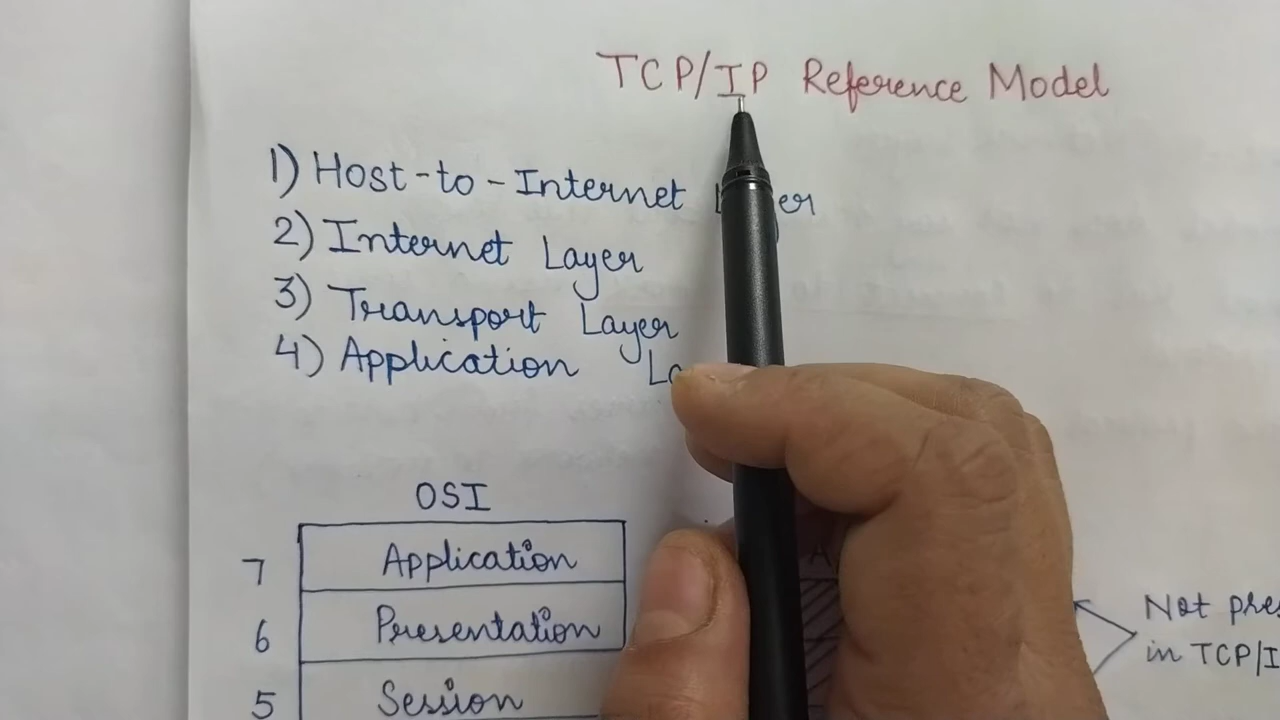 TCP/IP Reference Model
1) Host-to-Internet
2) Internet Layer
3) Transport Layer
4) Application
OSI
7 Application
6 Presentation
5 Session
Not
in